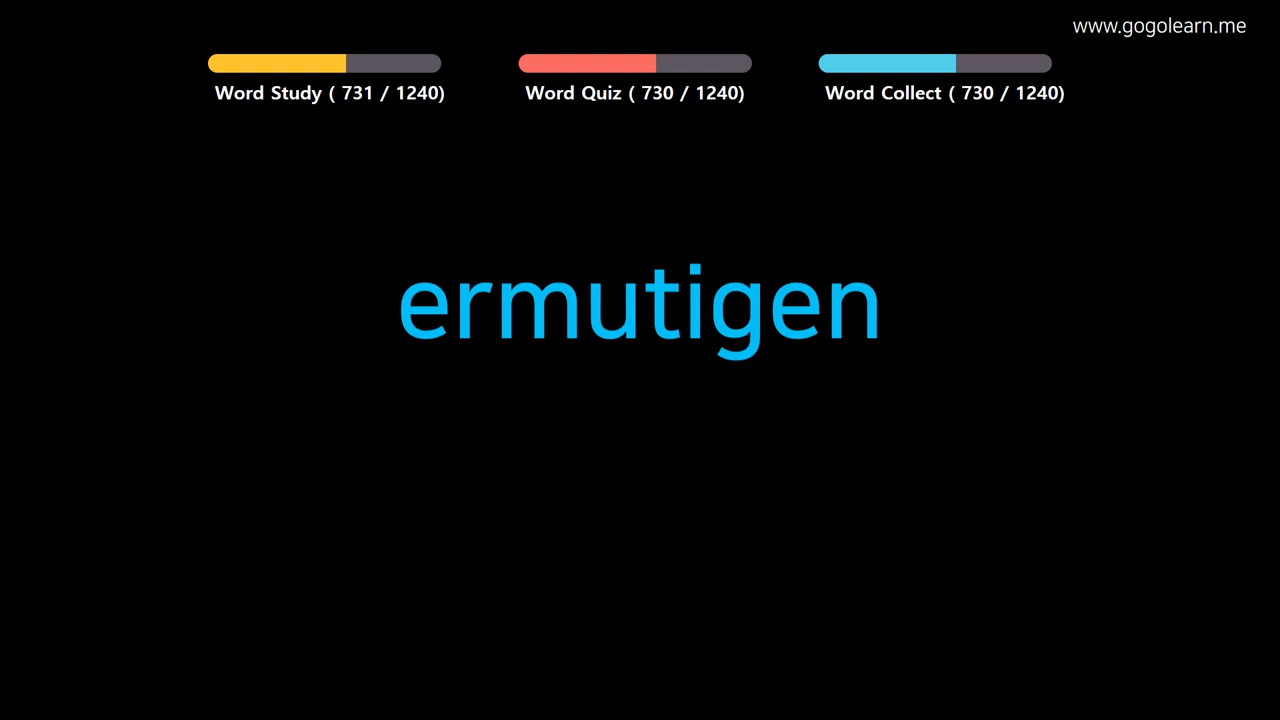 www.gogolearn.me
Word Study ( 731 / 1240)
Word Quiz ( 730 / 1240)
Word Collect ( 730 / 1240)
ermutigen